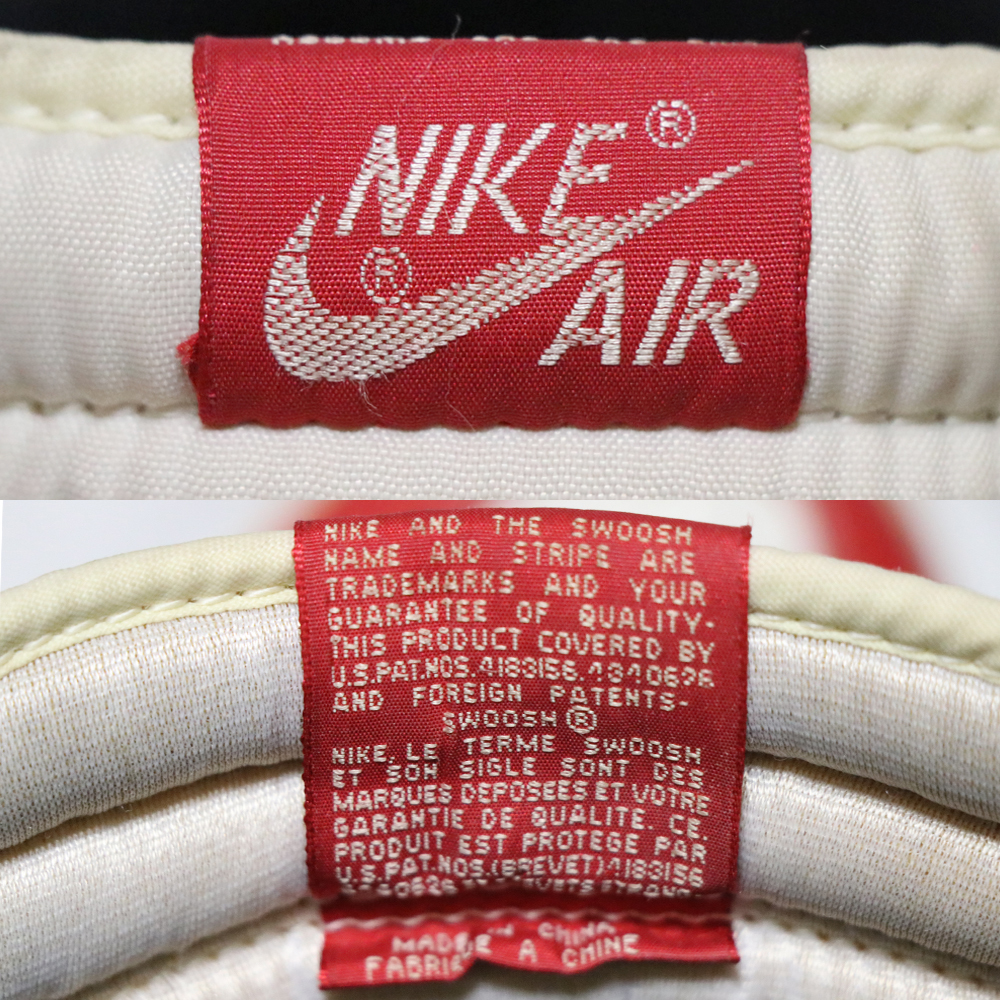 NIKE ®
®
AIR
NIKE AND THE SWOOSH
NAME AND STRIPE ARE
TRADEMARKS AND YOUR
GUARANTEE OF QUALITY-
THIS PRODUCT COVERED BY
U.S.PAT.NOS.4183156.4340626
AND FOREIGN PATENTS-
SWOOSH ®
NIKE, LE TERME SWOOSH
ET SON SIGLE SONT DES
MARQUES DEPOSEES ET VOTRE
GARANTIE DE QUALITE. CE.
PRODUIT EST PROTEGE PAR
U.S.PAT.NOS.(BREVET)4183156
MADE IN CHINA
FABRIQUE A CHINE